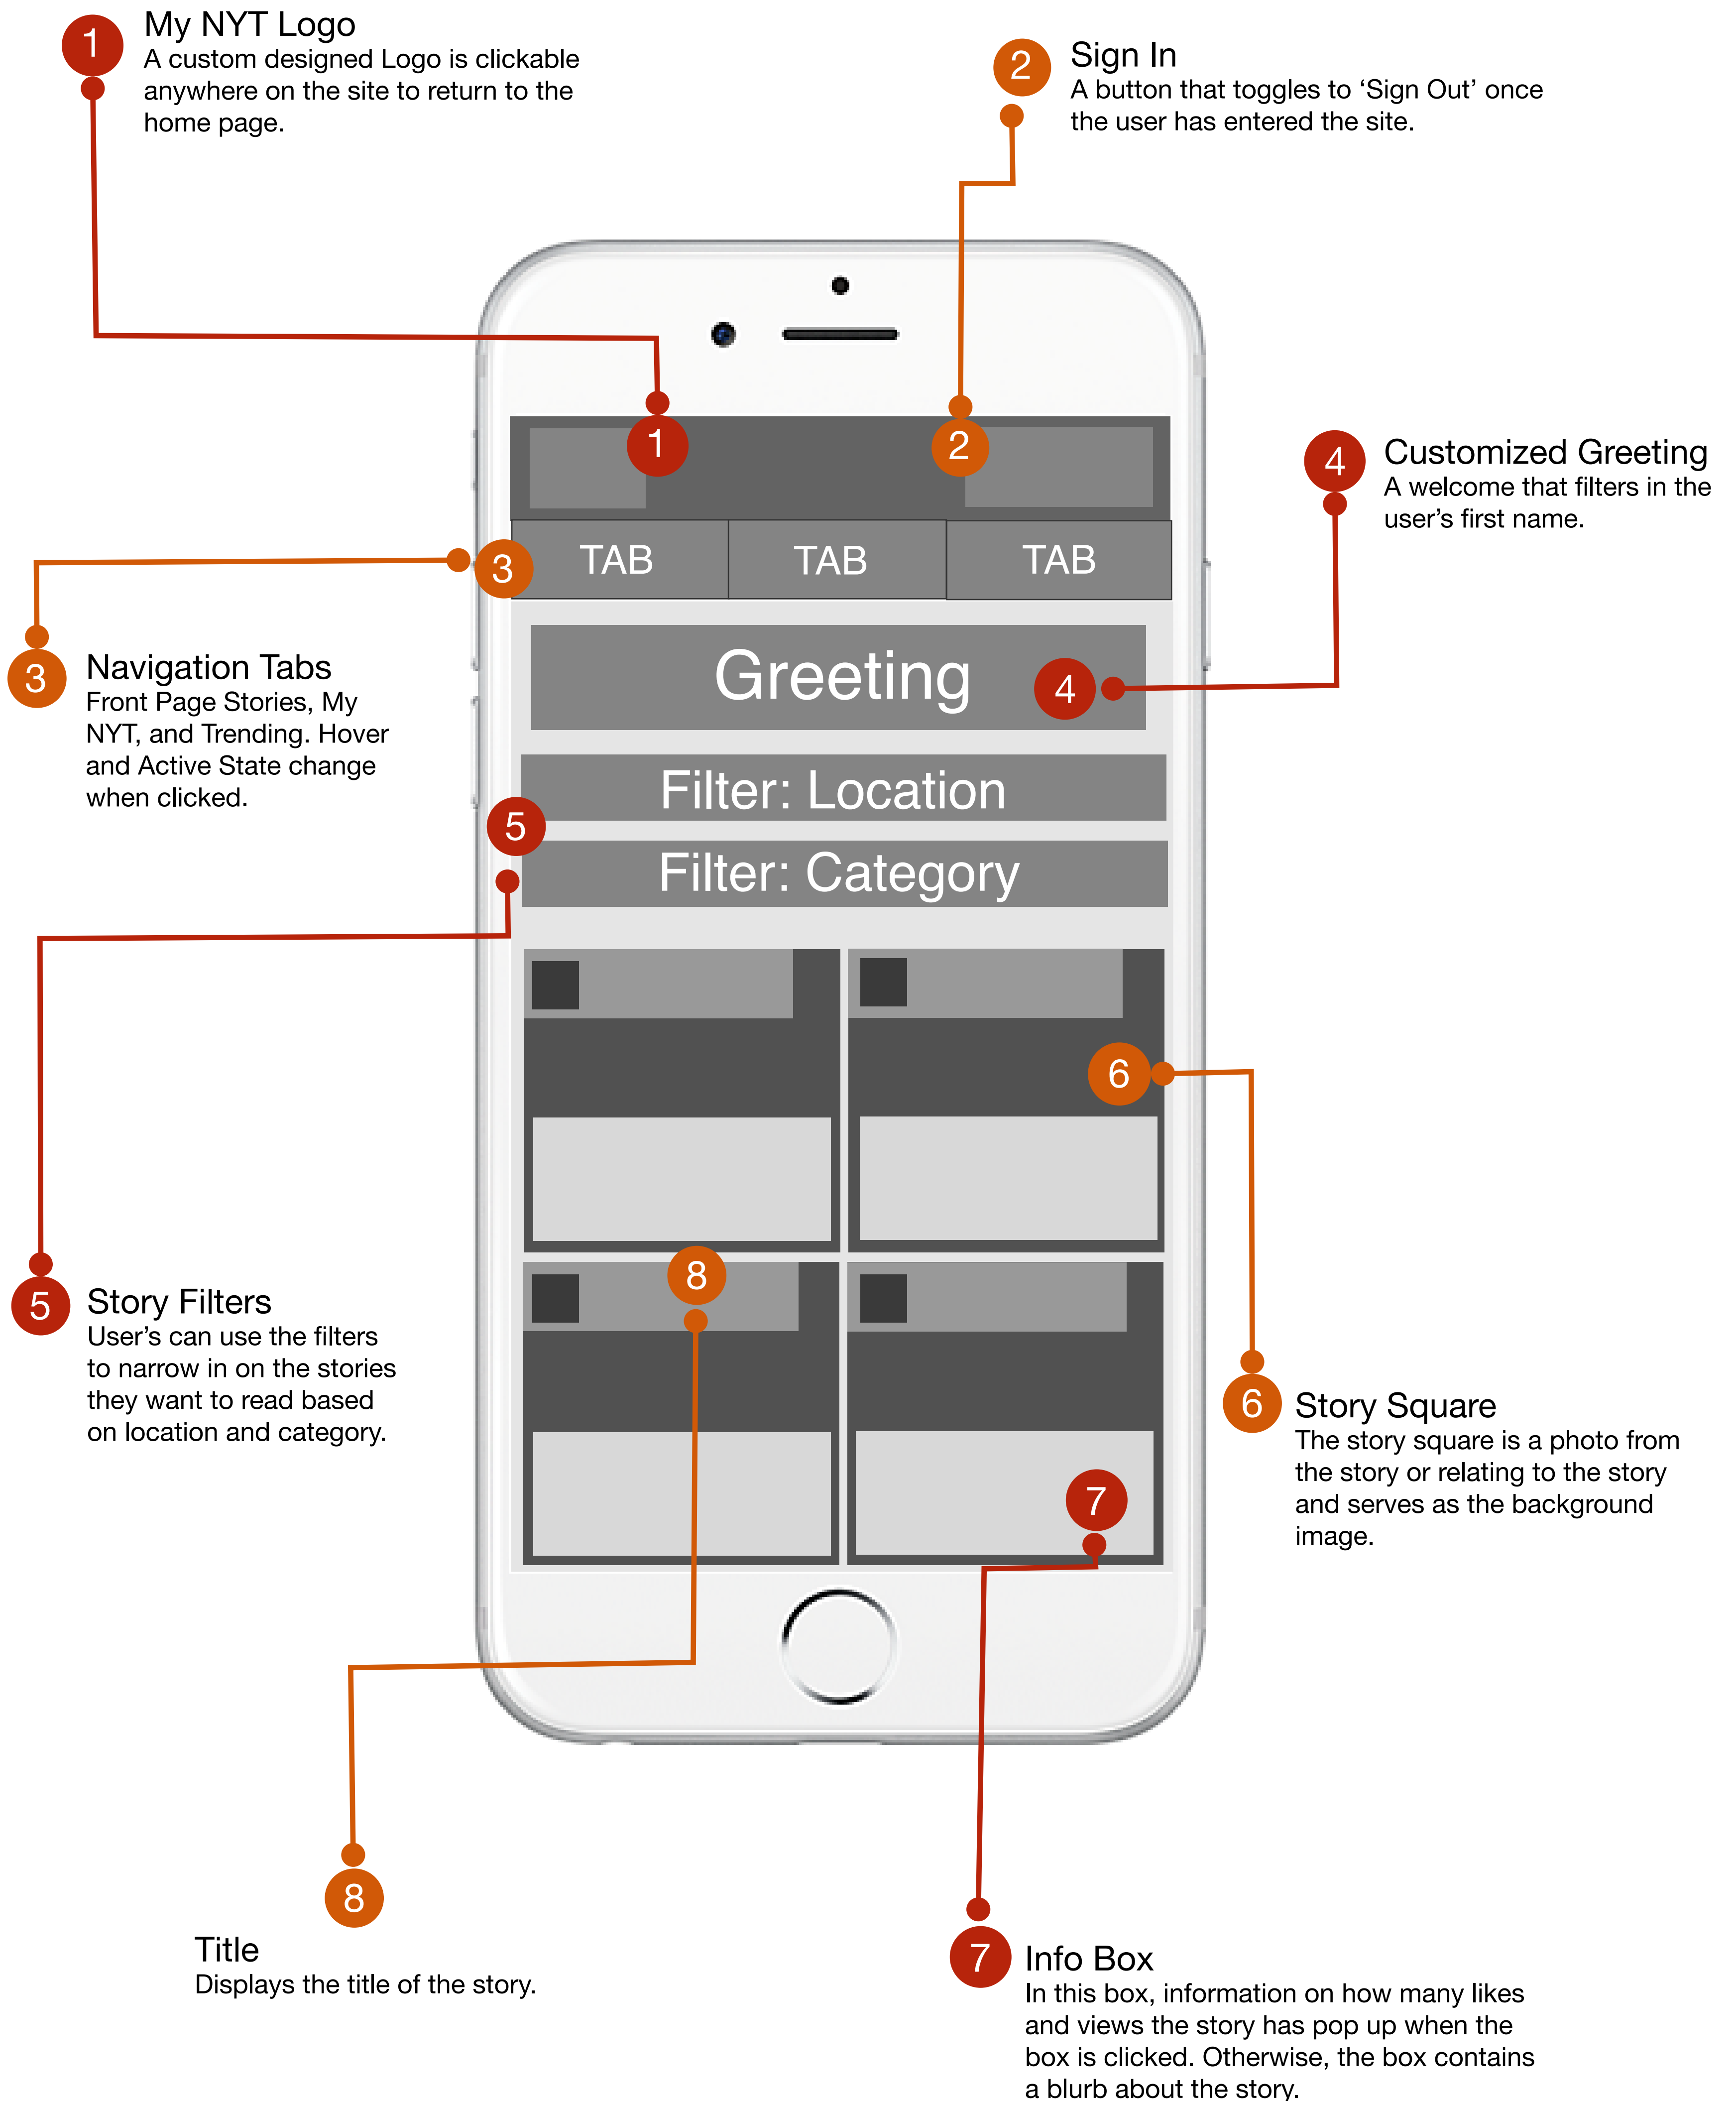 1
My NYT Logo
A custom designed Logo is clickable
anywhere on the site to return to the
home page.
2
Sign In
A button that toggles to ‘Sign Out’ once
the user has entered the site.
1
2
4
Customized Greeting
A welcome that filters in the
user’s first name.
3
TAB
TAB
TAB
3
Navigation Tabs
Front Page Stories, My
NYT, and Trending. Hover
and Active State change
when clicked.
Greeting
4
Filter: Location
5
Filter: Category
6
8
5
Story Filters
User’s can use the filters
to narrow in on the stories
they want to read based
on location and category.
6
Story Square
The story square is a photo from
the story or relating to the story
and serves as the background
image.
7
8
Title
Displays the title of the story.
7
Info Box
In this box, information on how many likes
and views the story has pop up when the
box is clicked. Otherwise, the box contains
a blurb about the story.